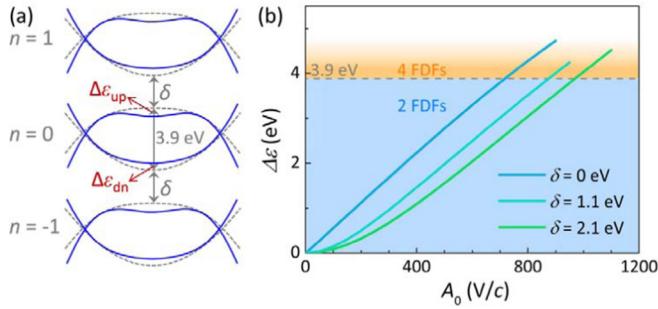 (a)
n = 1
δ
Δεup
n = 0
3.9 eV
Δεdn
δ
n = -1
(b)
Δε (eV)
4
2
0
3.9 eV
4 FDFs
2 FDFs
δ = 0 eV
δ = 1.1 eV
δ = 2.1 eV
0
400
800
1200
A0 (V/c)